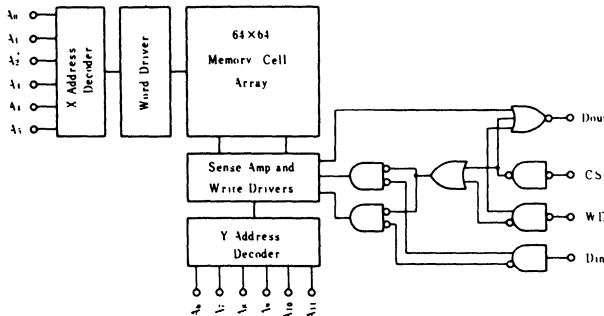 A₀
A₁
A₂
A₃
A₄
A₅
X Address
Decoder
Word Driver
64×64
Memory Cell
Array
Sense Amp and
Write Drivers
Y Address
Decoder
A₆
A₇
A₈
A₉
A₁₀
A₁₁
Dout
CS
Din